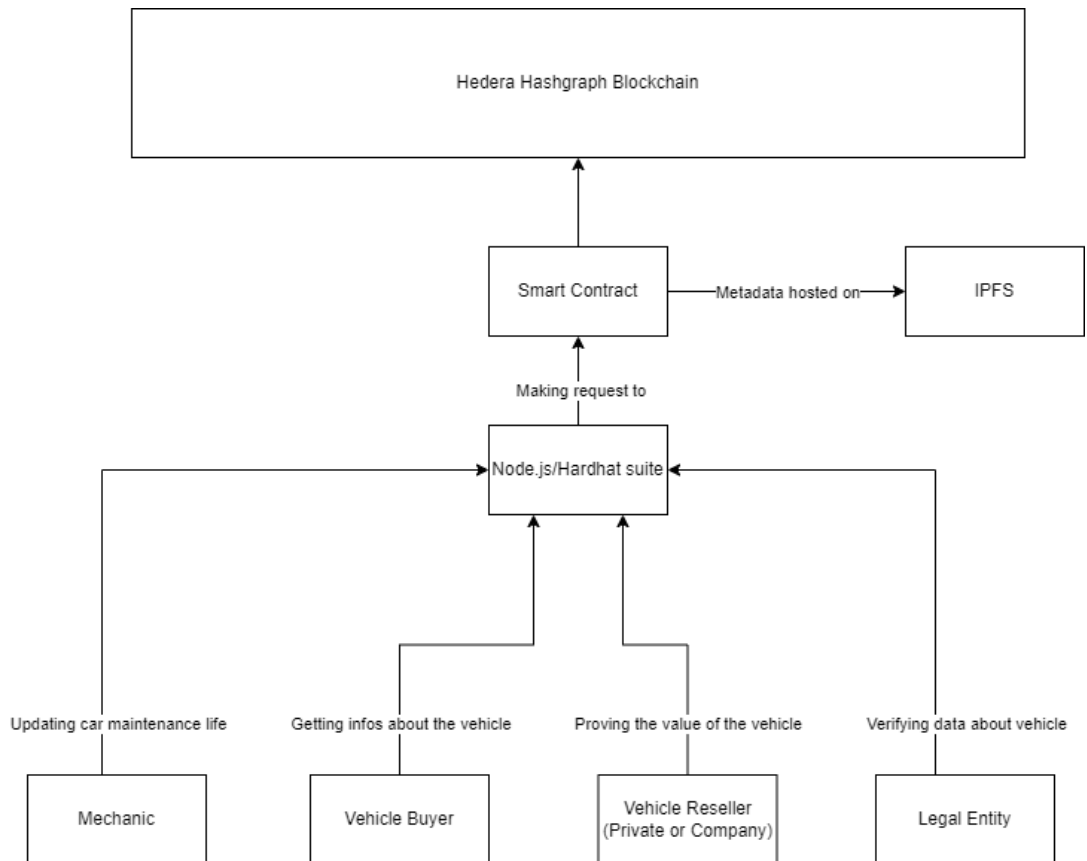 Hedera Hashgraph Blockchain
Smart Contract
Metadata hosted on
IPFS
Making request to
Node.js/Hardhat suite
Updating car maintenance life
Getting infos about the vehicle
Proving the value of the vehicle
Verifying data about vehicle
Mechanic
Vehicle Buyer
Vehicle Reseller
(Private or Company)
Legal Entity